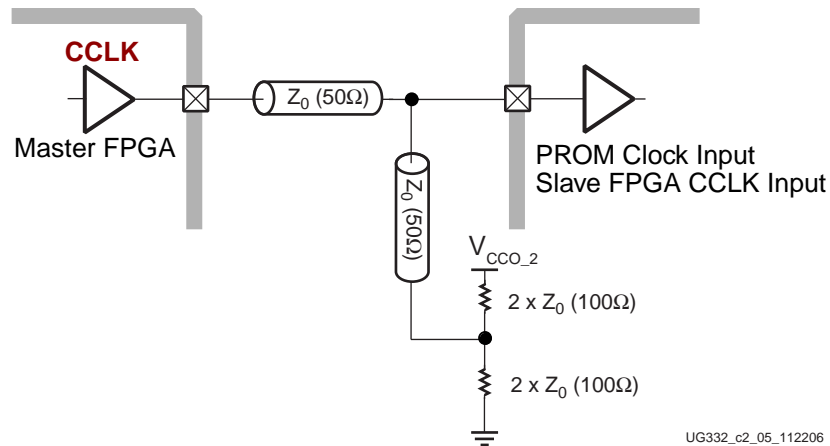 CCLK
Z0 (50Ω)
Master FPGA
PROM Clock Input
Slave FPGA CCLK Input
Z0 (50Ω)
VCCO_2
2 x Z0 (100Ω)
2 x Z0 (100Ω)
UG332_c2_05_112206